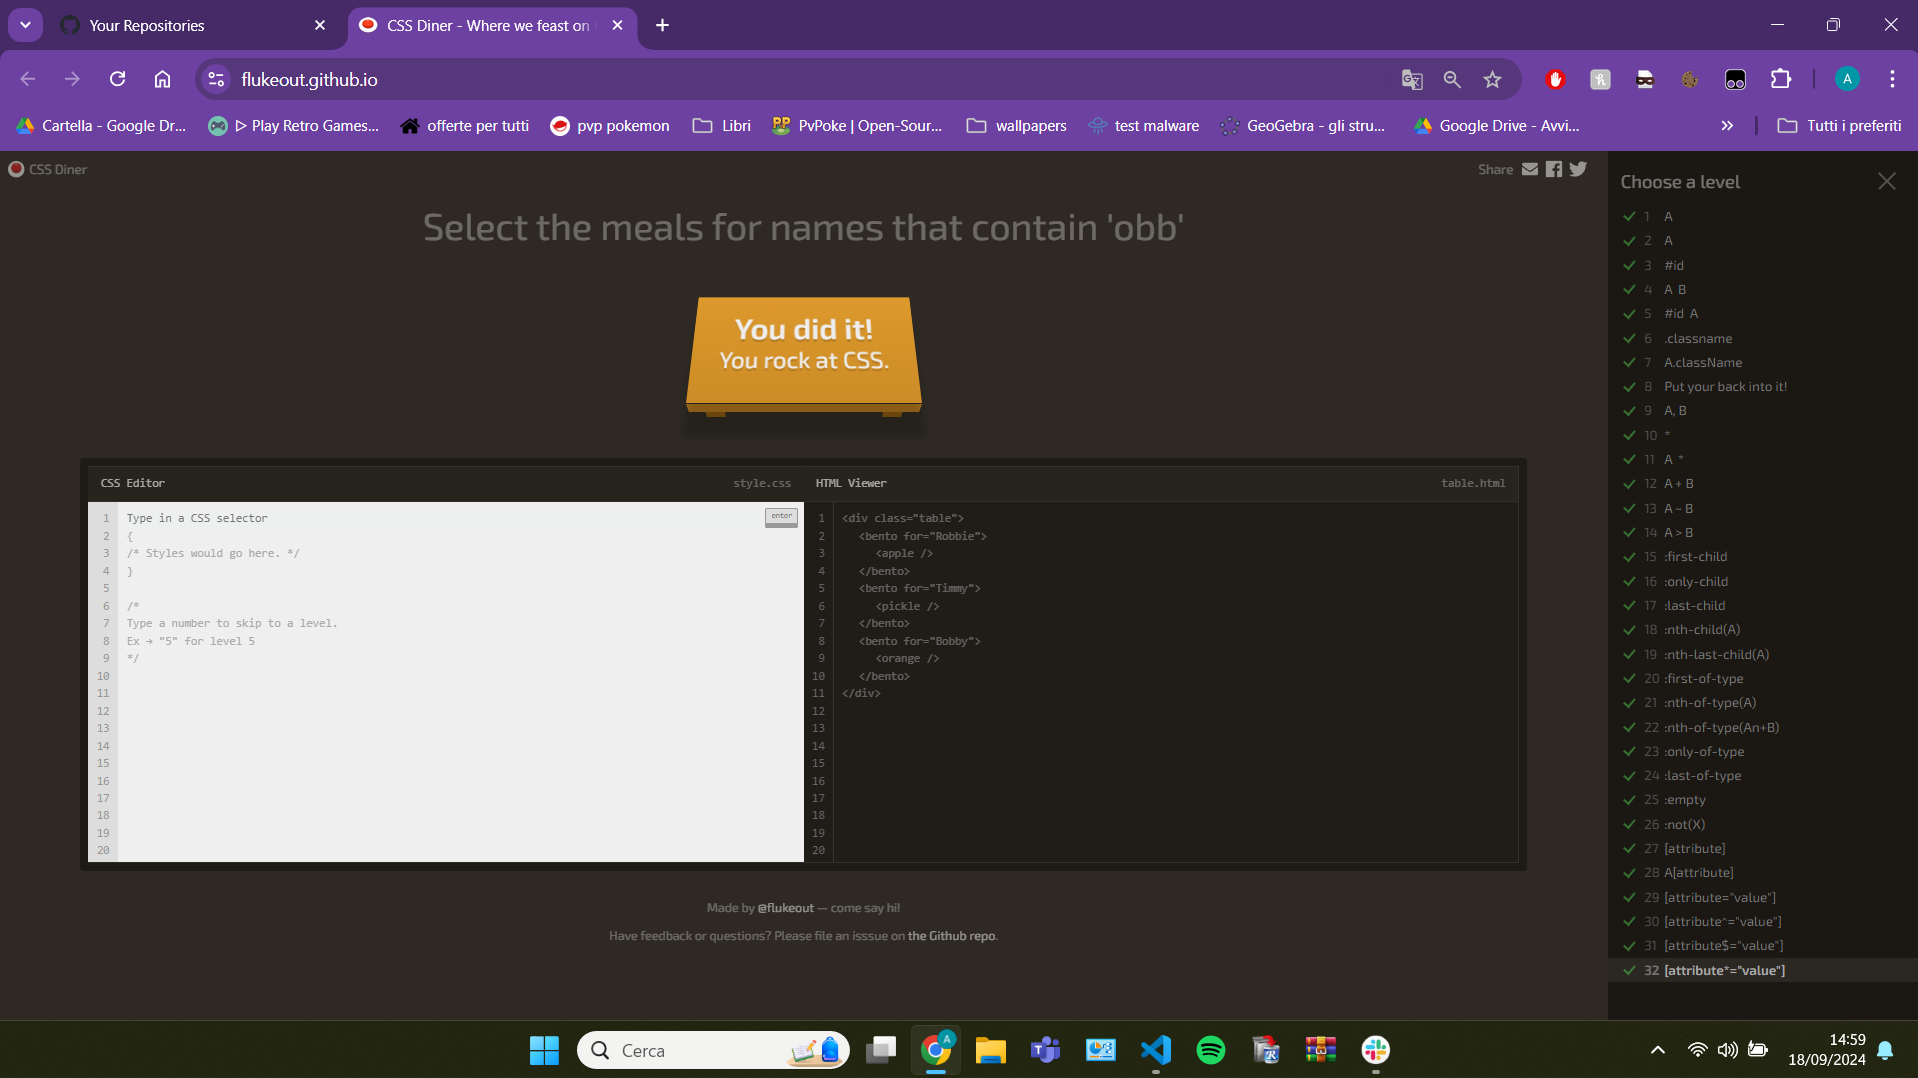 Your Repositories
CSS Diner - Where we feast on
flukeout.github.io
Cartella - Google Dr...
▷ Play Retro Games...
offerte per tutti
pvp pokemon
Libri
PvPoke | Open-Sour...
wallpapers
test malware
GeoGebra - gli stru...
Google Drive - Avvi...
»
Tutti i preferiti
CSS Diner
Share
Select the meals for names that contain 'obb'
You did it!
You rock at CSS.
CSS Editor
style.css
1 Type in a CSS selector
enter
2 {
3 /* Styles would go here. */
4 }
5
6 /*
7 Type a number to skip to a level.
8 Ex → "5" for level 5
9 */
10
11
12
13
14
15
16
17
18
19
20
HTML Viewer
table.html
1 <div class="table">
2 <bento for="Robbie">
3 <apple />
4 </bento>
5 <bento for="Timmy">
6 <pickle />
7 </bento>
8 <bento for="Bobby">
9 <orange />
10 </bento>
11 </div>
12
13
14
15
16
17
18
19
20
Made by @flukeout — come say hi!
Have feedback or questions? Please file an isssue on the Github repo.
Choose a level
1 A
2 A
3 #id
4 A B
5 #id A
6 .classname
7 A.className
8 Put your back into it!
9 A, B
10 *
11 A *
12 A + B
13 A ~ B
14 A > B
15 :first-child
16 :only-child
17 :last-child
18 :nth-child(A)
19 :nth-last-child(A)
20 :first-of-type
21 :nth-of-type(A)
22 :nth-of-type(An+B)
23 :only-of-type
24 :last-of-type
25 :empty
26 :not(X)
27 [attribute]
28 A[attribute]
29 [attribute="value"]
30 [attribute^="value"]
31 [attribute$="value"]
32 [attribute*="value"]
Cerca
14:59
18/09/2024